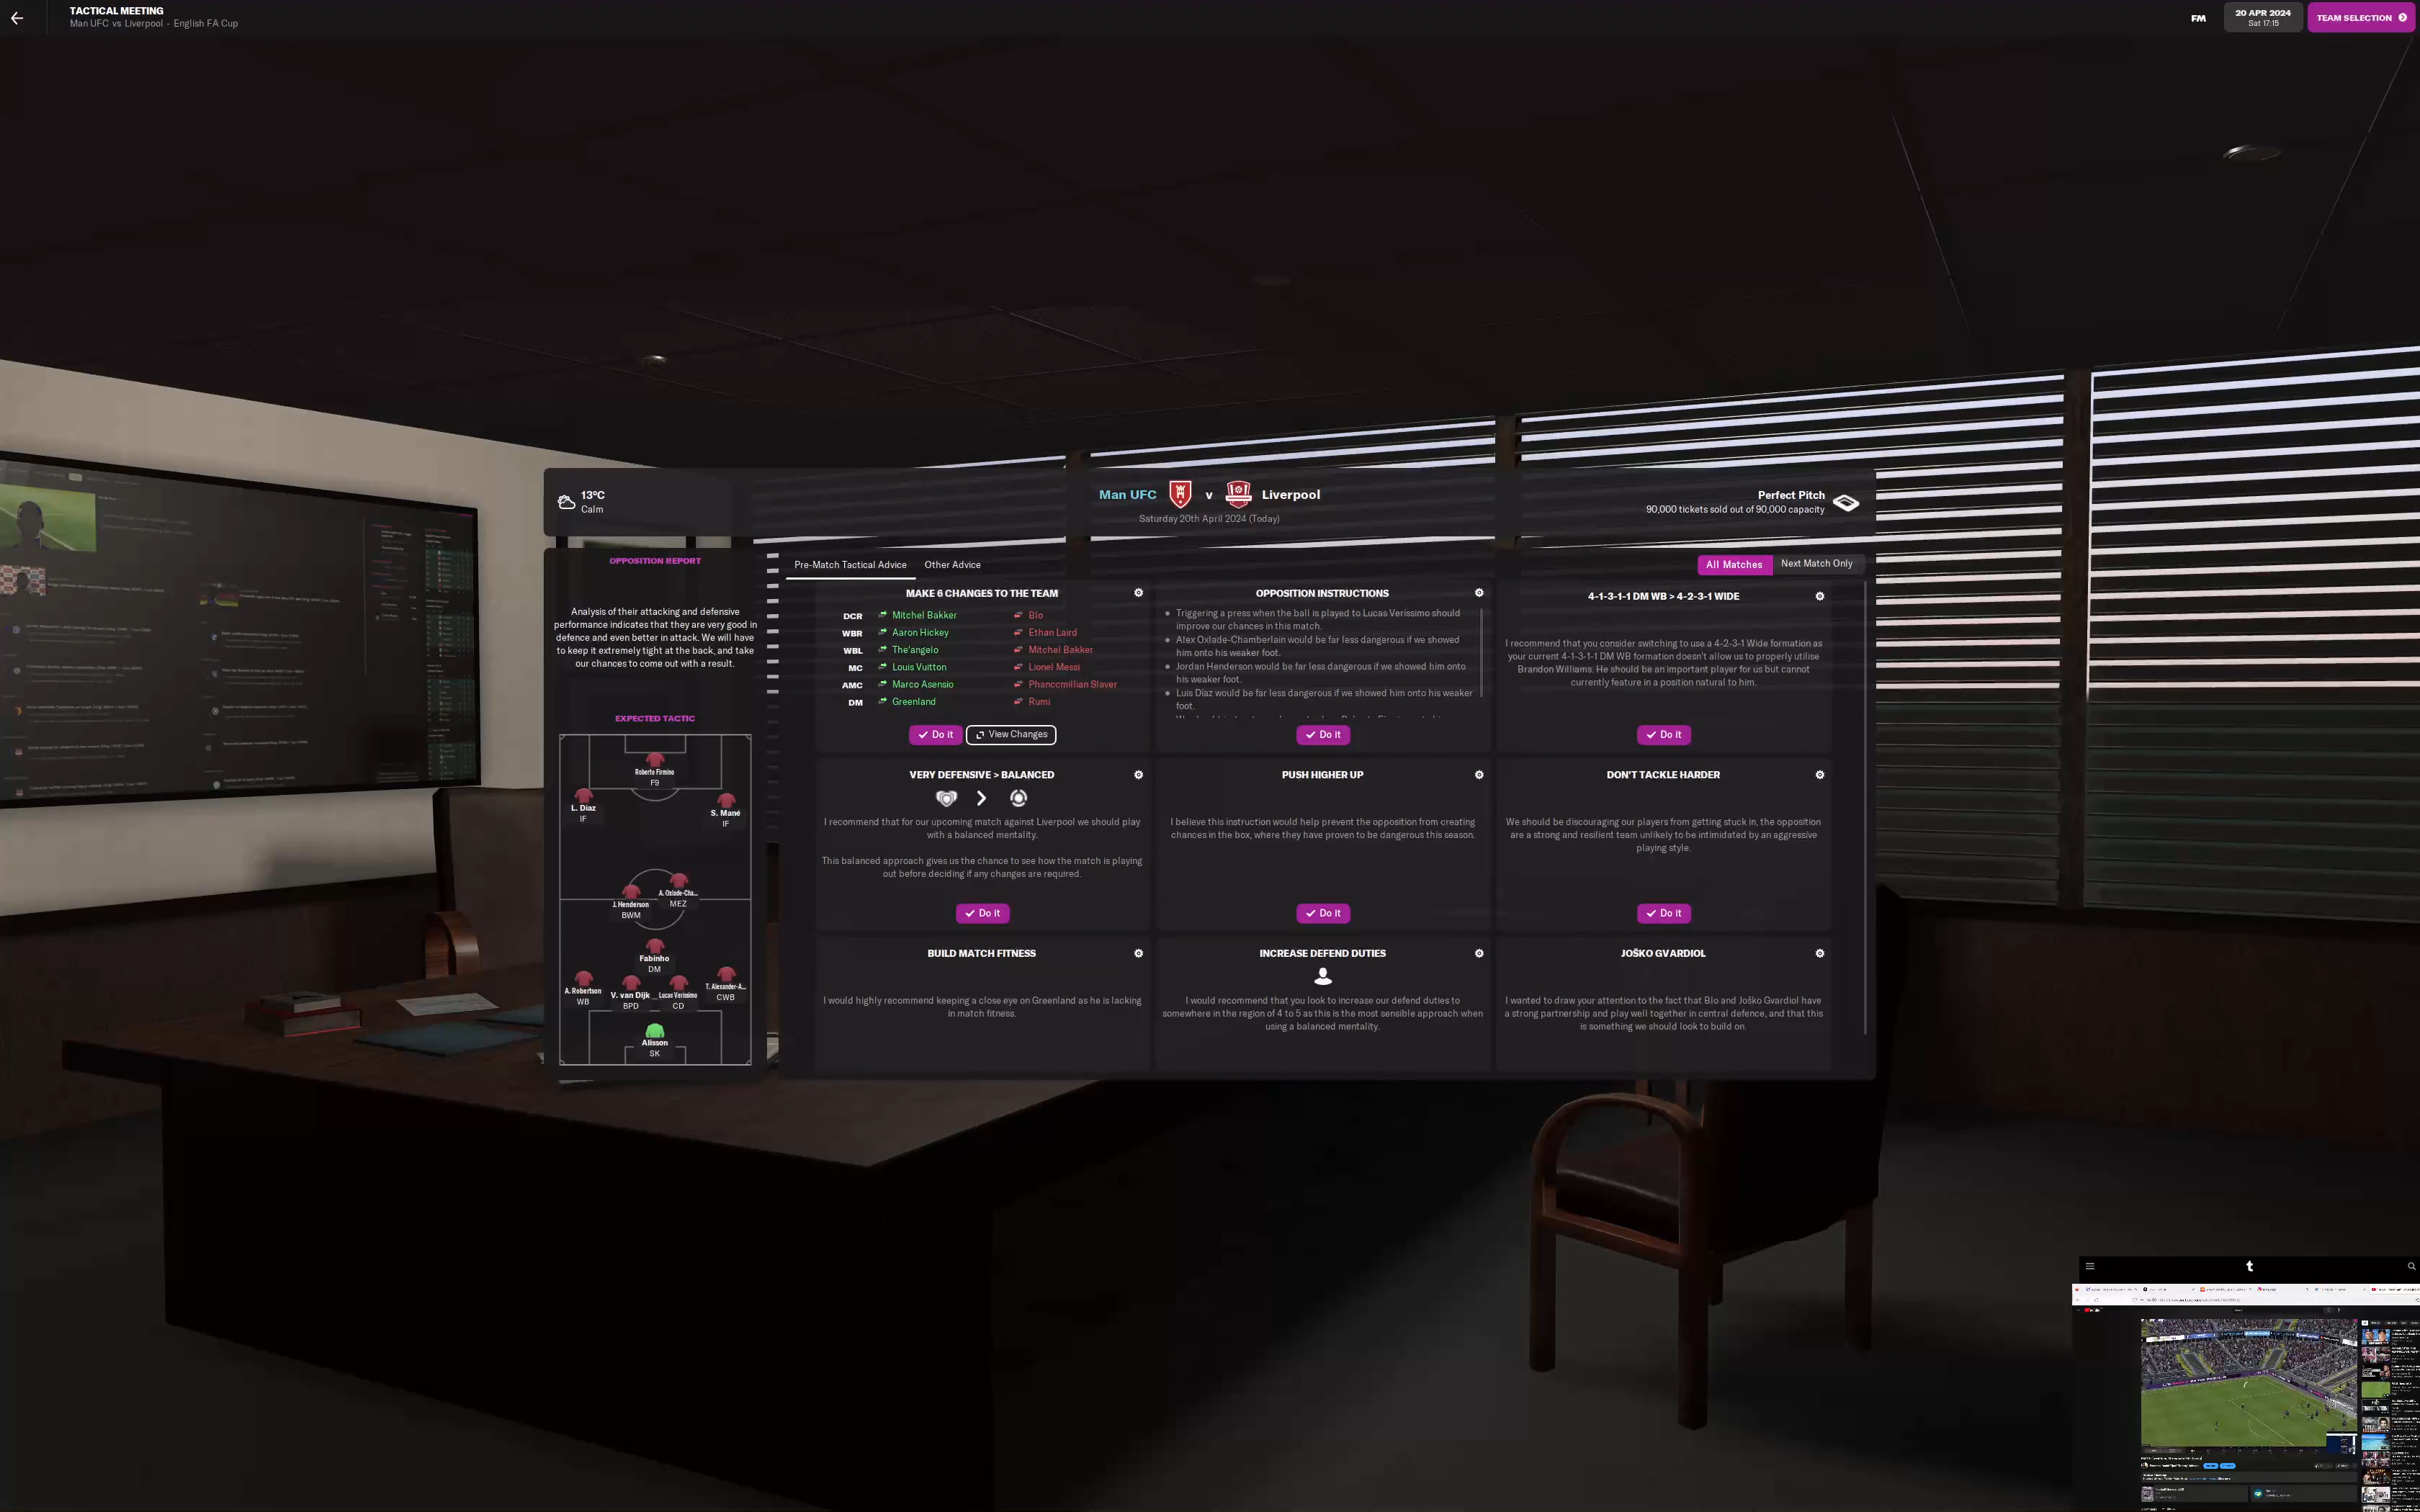 TACTICAL MEETING
Man UFC vs Liverpool - English FA Cup
FM
20 APR 2024
Sat 17:15
TEAM SELECTION
13°C
Calm
Man UFC v Liverpool
Saturday 20th April 2024 (Today)
Perfect Pitch
90,000 tickets sold out of 90,000 capacity
OPPOSITION REPORT
Analysis of their attacking and defensive
performance indicates that they are very good in
defence and even better in attack. We will have
to keep it extremely tight at the back, and take
our chances to come out with a result.
EXPECTED TACTIC
Roberto Firmino
F9
L. Díaz
IF
S. Mané
IF
A. Oxlade-Cha...
MEZ
J. Henderson
BWM
Fabinho
DM
A. Robertson
WB
V. van Dijk
BPD
Lucas Veríssimo
CD
T. Alexander-A...
CWB
Alisson
SK
Pre-Match Tactical Advice
Other Advice
All Matches
Next Match Only
MAKE 6 CHANGES TO THE TEAM
DCR Mitchel Bakker Blo
WBR Aaron Hickey Ethan Laird
WBL The'angelo Mitchel Bakker
MC Louis Vuitton Lionel Messi
AMC Marco Asensio Phanccmillian Slaver
DM Greenland Rumi
Do it
View Changes
OPPOSITION INSTRUCTIONS
Triggering a press when the ball is played to Lucas Veríssimo should
improve our chances in this match.
Alex Oxlade-Chamberlain would be far less dangerous if we showed
him onto his weaker foot.
Jordan Henderson would be far less dangerous if we showed him onto
his weaker foot.
Luis Díaz would be far less dangerous if we showed him onto his weaker
foot.
Do it
4-1-3-1-1 DM WB > 4-2-3-1 WIDE
I recommend that you consider switching to use a 4-2-3-1 Wide formation as
your current 4-1-3-1-1 DM WB formation doesn't allow us to properly utilise
Brandon Williams. He should be an important player for us but cannot
currently feature in a position natural to him.
Do it
VERY DEFENSIVE > BALANCED
I recommend that for our upcoming match against Liverpool we should play
with a balanced mentality.
This balanced approach gives us the chance to see how the match is playing
out before deciding if any changes are required.
Do it
PUSH HIGHER UP
I believe this instruction would help prevent the opposition from creating
chances in the box, where they have proven to be dangerous this season.
Do it
DON'T TACKLE HARDER
We should be discouraging our players from getting stuck in, the opposition
are a strong and resilient team unlikely to be intimidated by an aggressive
playing style.
Do it
BUILD MATCH FITNESS
I would highly recommend keeping a close eye on Greenland as he is lacking
in match fitness.
INCREASE DEFEND DUTIES
I would recommend that you look to increase our defend duties to
somewhere in the region of 4 to 5 as this is the most sensible approach when
using a balanced mentality.
JOŠKO GVARDIOL
I wanted to draw your attention to the fact that Blo and Joško Gvardiol have
a strong partnership and play well together in central defence, and that this
is something we should look to build on.
t